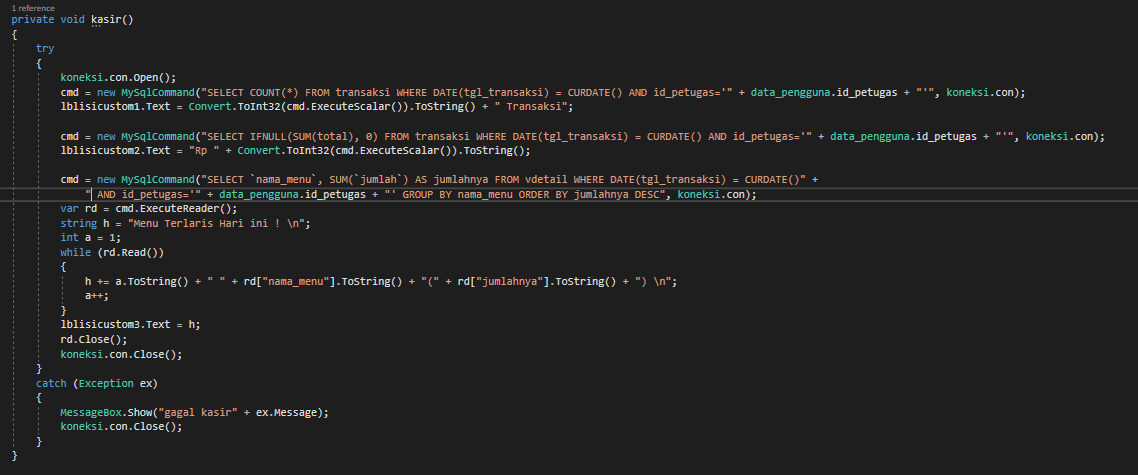 1 reference
private void kasir()
{
try
{
koneksi.con.Open();
cmd = new MySqlCommand("SELECT COUNT(*) FROM transaksi WHERE DATE(tgl_transaksi) = CURDATE() AND id_petugas='" + data_pengguna.id_petugas + "'", koneksi.con);
lblisicustom1.Text = Convert.ToInt32(cmd.ExecuteScalar()).ToString() + " Transaksi";
cmd = new MySqlCommand("SELECT IFNULL(SUM(total), 0) FROM transaksi WHERE DATE(tgl_transaksi) = CURDATE() AND id_petugas='" + data_pengguna.id_petugas + "'", koneksi.con);
lblisicustom2.Text = "Rp " + Convert.ToInt32(cmd.ExecuteScalar()).ToString();
cmd = new MySqlCommand("SELECT `nama_menu`, SUM(`jumlah`) AS jumlahnya FROM vdetail WHERE DATE(tgl_transaksi) = CURDATE()" +
" AND id_petugas='" + data_pengguna.id_petugas + "' GROUP BY nama_menu ORDER BY jumlahnya DESC", koneksi.con);
var rd = cmd.ExecuteReader();
string h = "Menu Terlaris Hari ini ! \n";
int a = 1;
while (rd.Read())
{
h += a.ToString() + " " + rd["nama_menu"].ToString() + "(" + rd["jumlahnya"].ToString() + ") \n";
a++;
}
lblisicustom3.Text = h;
rd.Close();
koneksi.con.Close();
}
catch (Exception ex)
{
MessageBox.Show("gagal kasir" + ex.Message);
koneksi.con.Close();
}
}